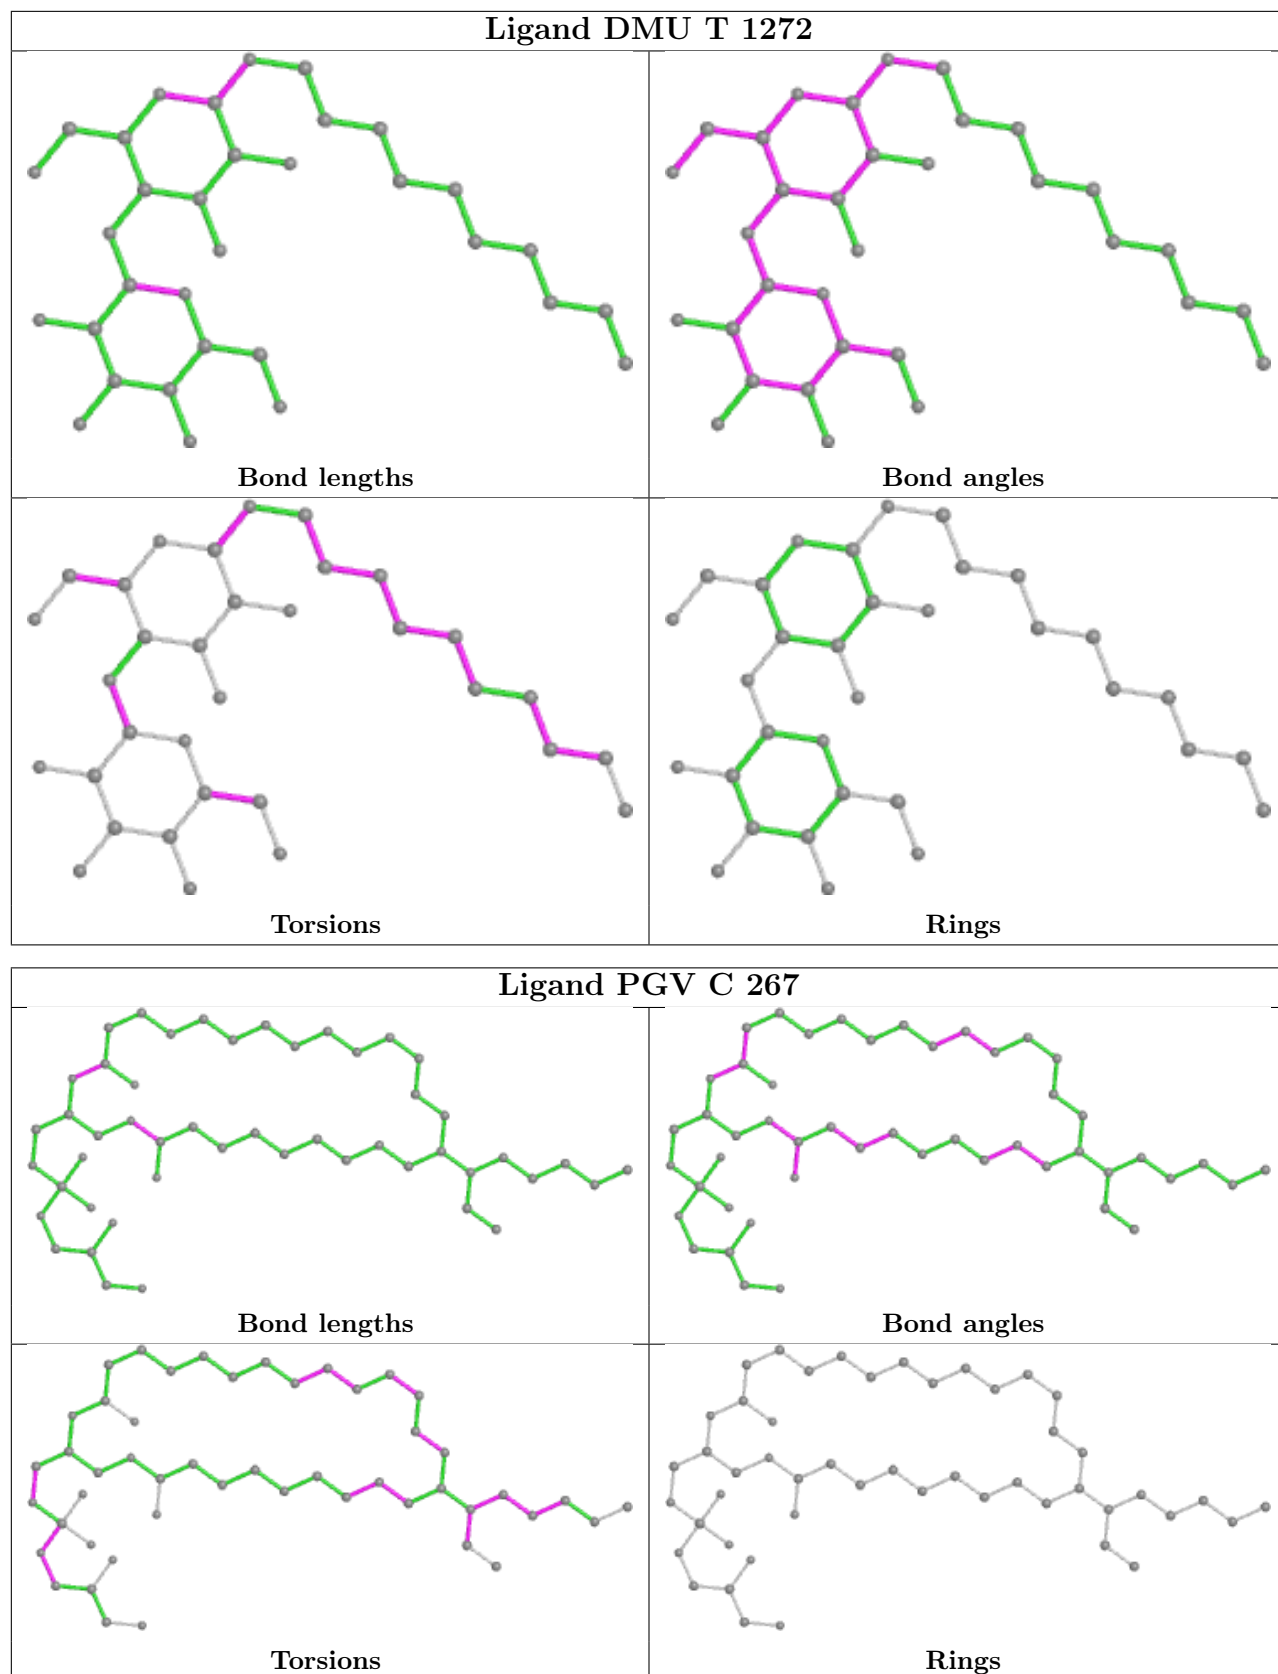 Ligand DMU T 1272
Bond lengths
Bond angles
Torsions
Rings
Ligand PGV C 267
Bond lengths
Bond angles
Torsions
Rings